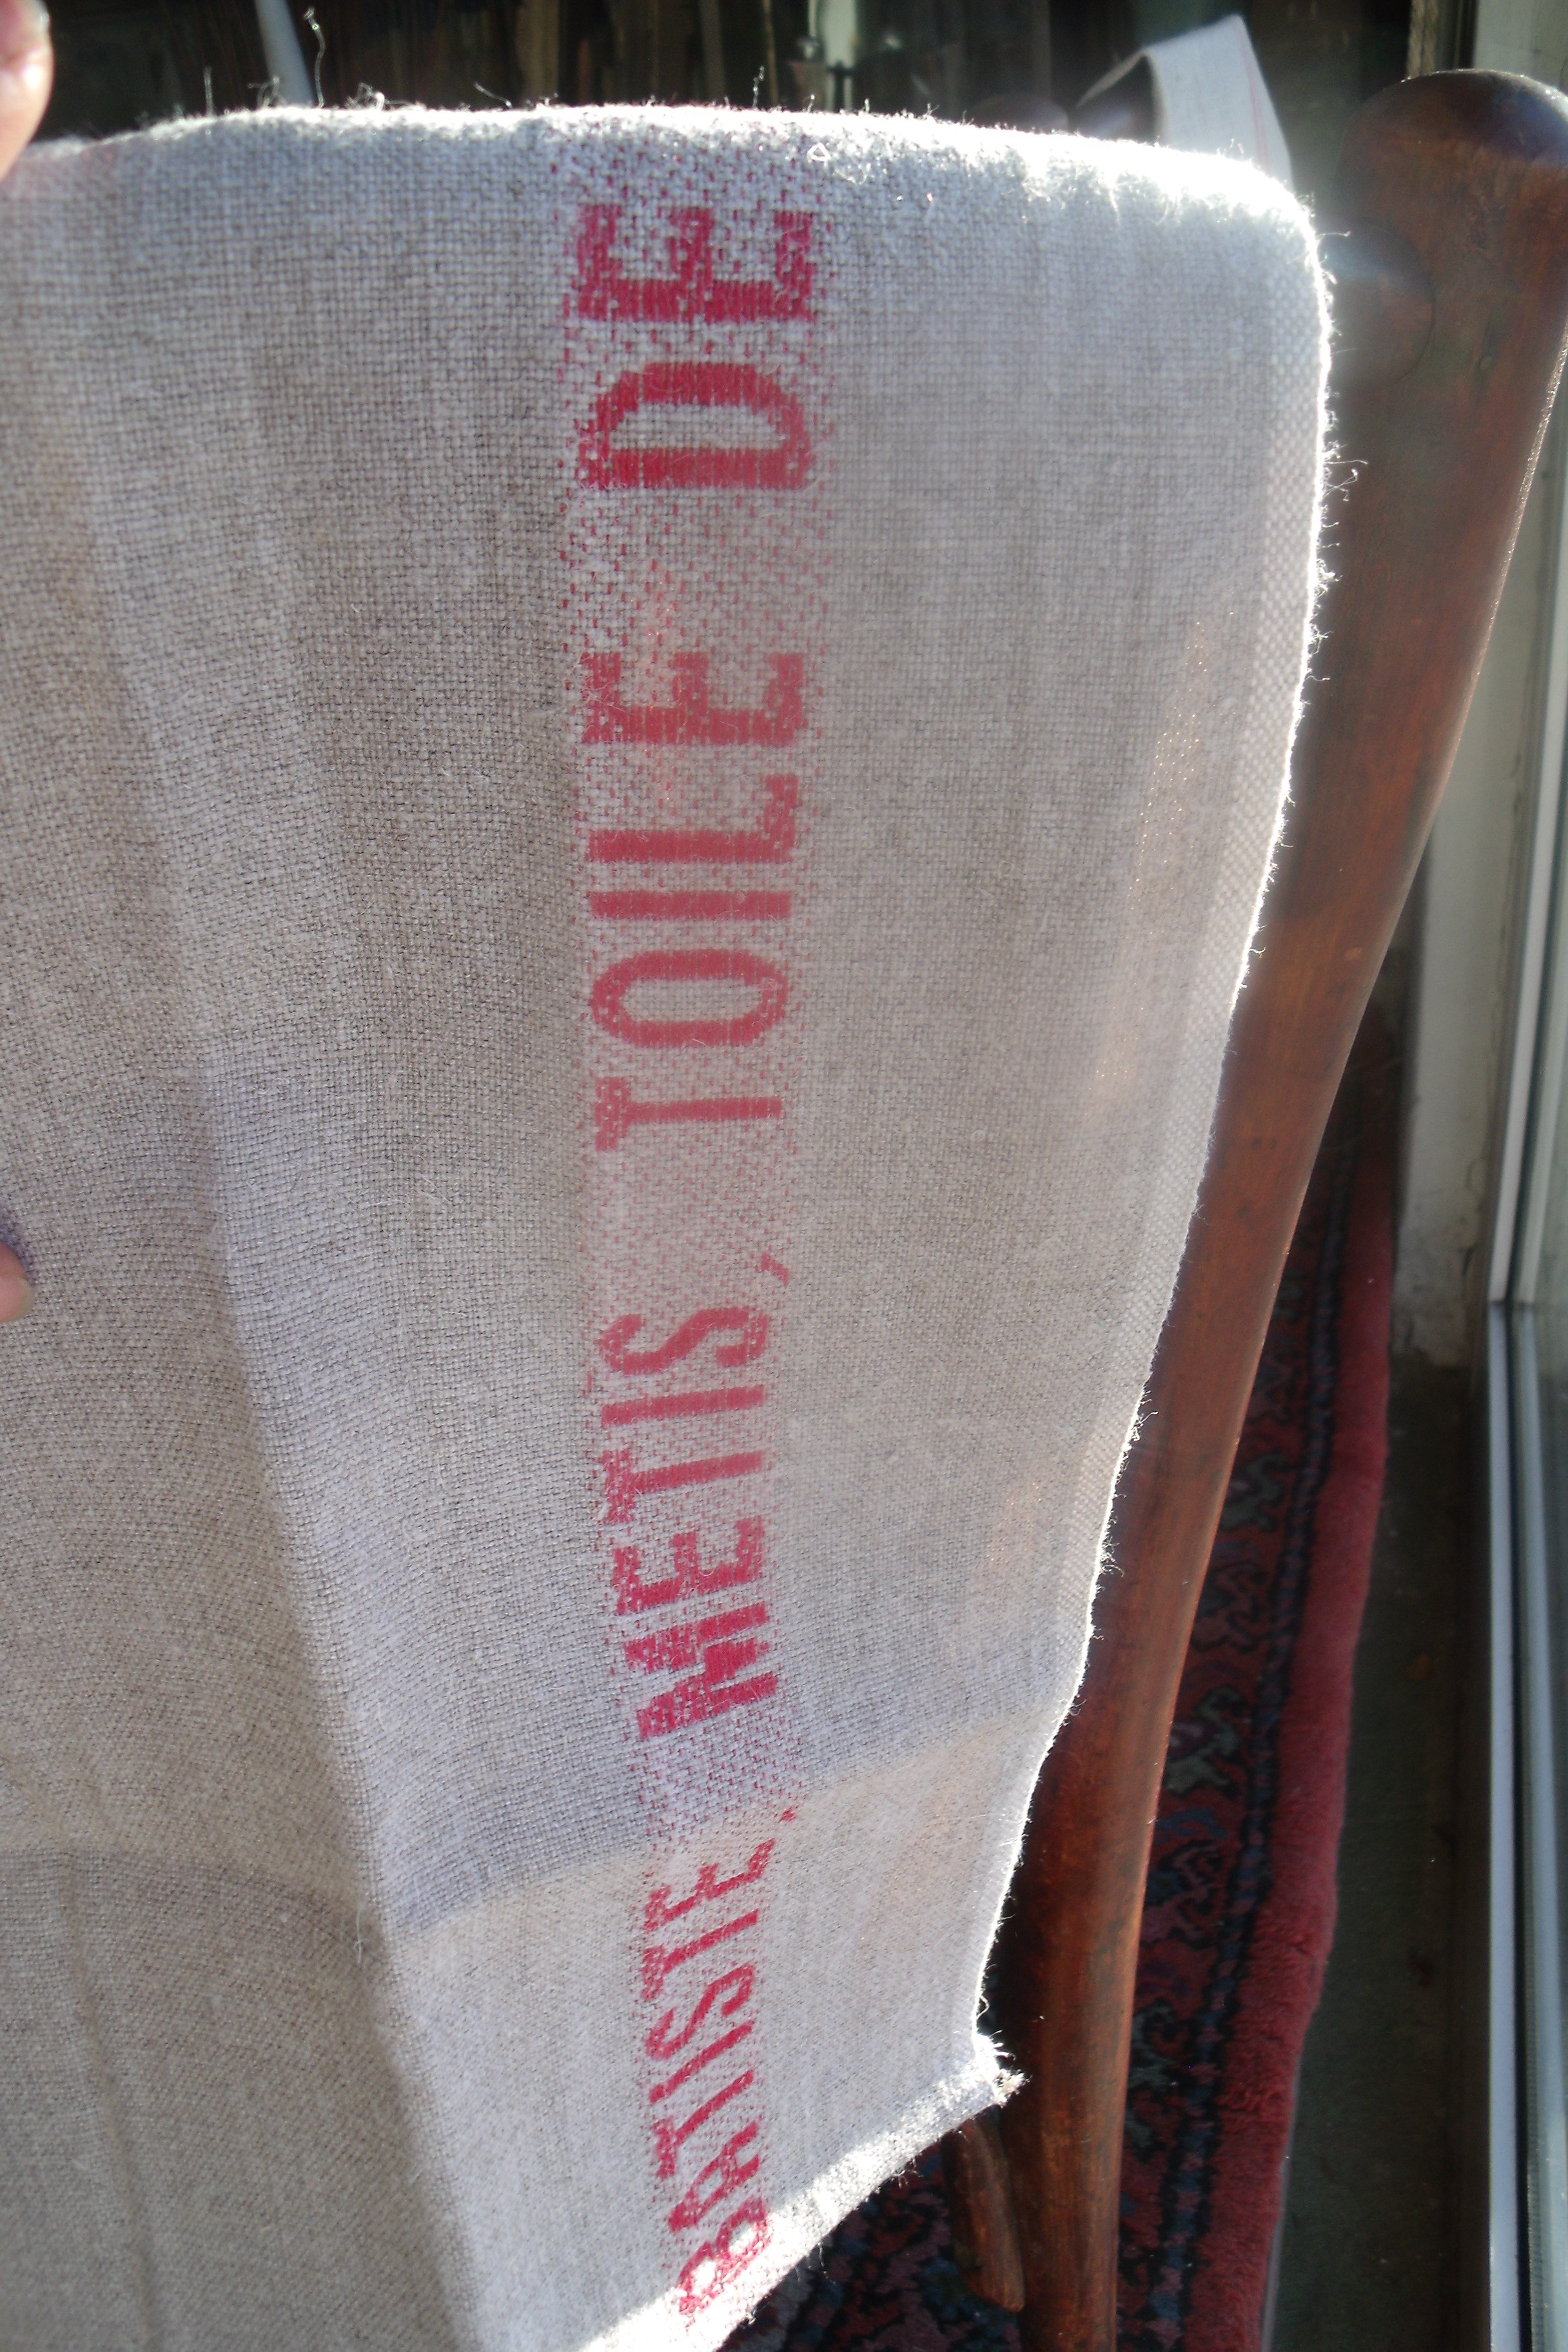 BATISTE, METIS, TOILE DE